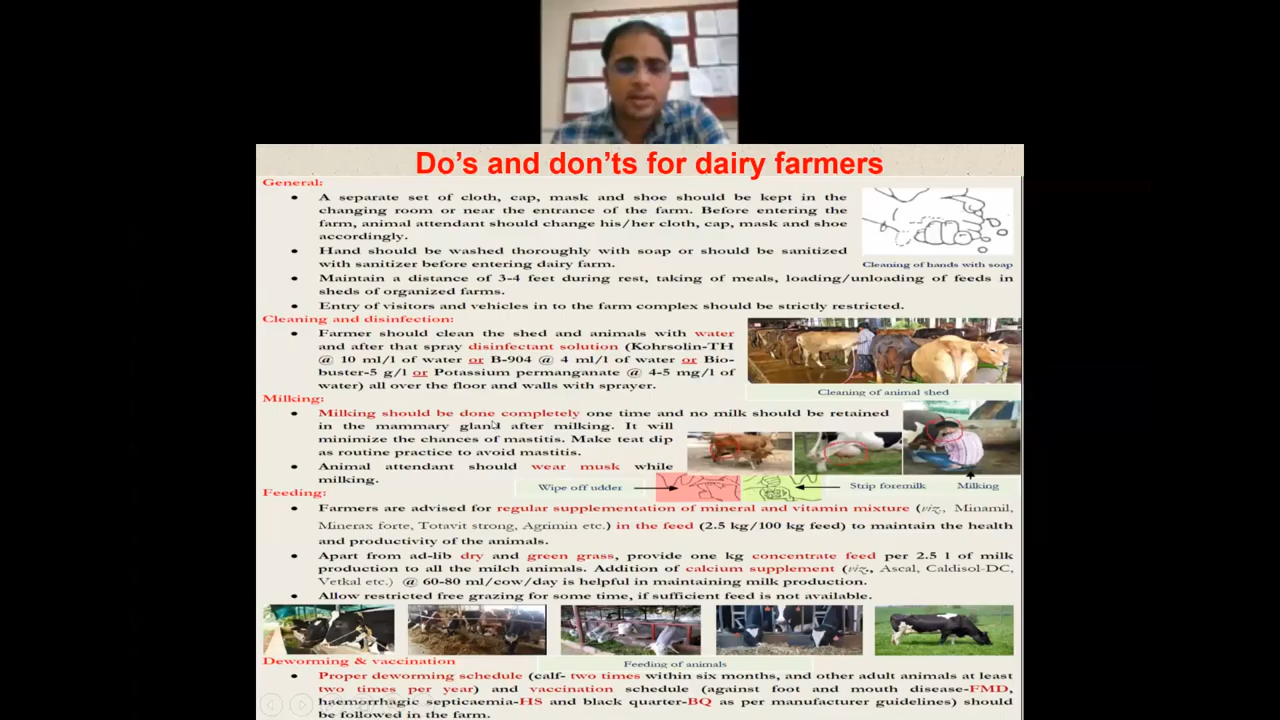 Do's and don'ts for dairy farmers
General:
• A separate set of cloth, cap, mask and shoe should be kept in the
changing room or near the entrance of the farm. Before entering the
farm, animal attendant should change his/her cloth, cap, mask and shoe
accordingly.
• Hand should be washed thoroughly with soap or should be sanitized
with sanitizer before entering dairy farm.
Cleaning of hands with soap
• Maintain a distance of 3-4 feet during rest, taking of meals, loading/unloading of feeds in
sheds of organized farms.
• Entry of visitors and vehicles in to the farm complex should be strictly restricted.
Cleaning and disinfection:
• Farmer should clean the shed and animals with water
and after that spray disinfectant solution (Kohrsolin-TH
@ 10 ml/l of water or B-904 @ 4 ml/l of water or Bio-
buster-5 g/l or Potassium permanganate @ 4-5 mg/l of
water) all over the floor and walls with sprayer.
Cleaning of animal shed
Milking:
• Milking should be done completely one time and no milk should be retained
in the mammary gland after milking. It will
minimize the chances of mastitis. Make teat dip
as routine practice to avoid mastitis.
• Animal attendant should wear musk while
milking.
Wipe off udder
Strip foremilk
Milking
Feeding:
• Farmers are advised for regular supplementation of mineral and vitamin mixture (viz., Minamil,
Minerax forte, Totavit strong, Agrimin etc.) in the feed (2.5 kg/100 kg feed) to maintain the health
and productivity of the animals.
• Apart from ad-lib dry and green grass, provide one kg concentrate feed per 2.5 l of milk
production to all the milch animals. Addition of calcium supplement (viz., Ascal, Caldisol-DC,
Vetkal etc.) @ 60-80 ml/cow/day is helpful in maintaining milk production.
• Allow restricted free grazing for some time, if sufficient feed is not available.
Feeding of animals
Deworming & vaccination
• Proper deworming schedule (calf- two times within six months, and other adult animals at least
two times per year) and vaccination schedule (against foot and mouth disease-FMD,
haemorrhagic septicaemia-HS and black quarter-BQ as per manufacturer guidelines) should
be followed in the farm.